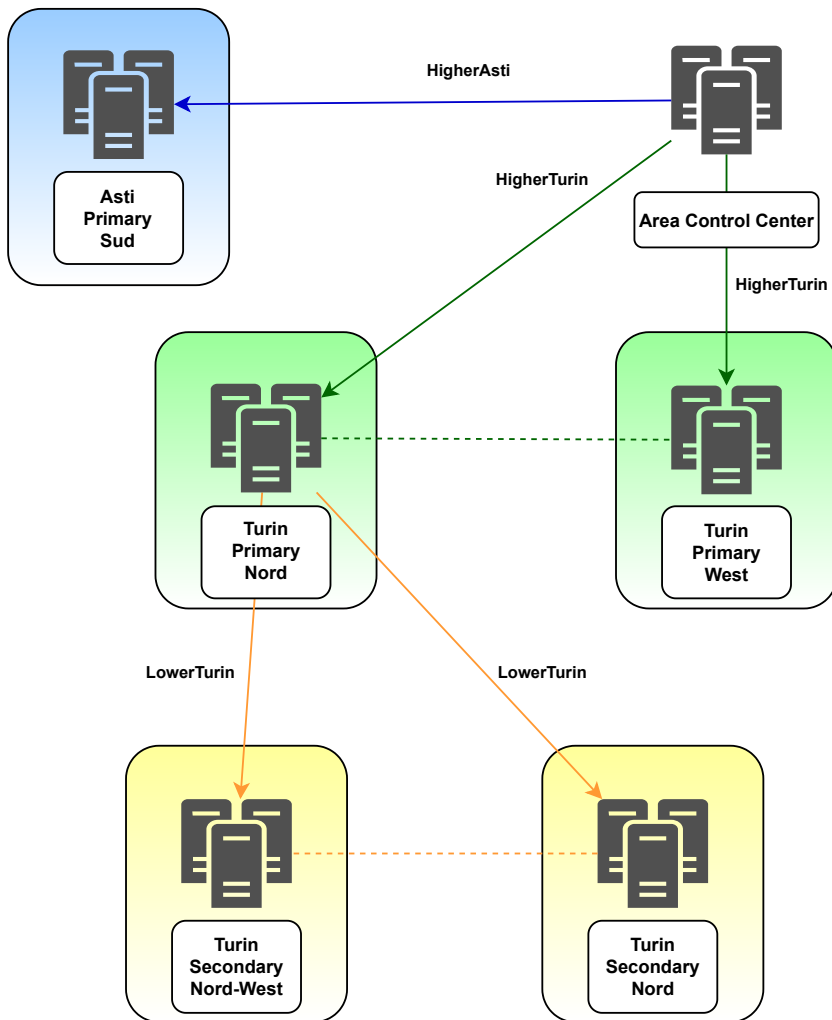 HigherAsti
HigherTurin
Asti
Primary
Sud
Area Control Center
HigherTurin
Turin
Primary
Nord
Turin
Primary
West
LowerTurin
LowerTurin
Turin
Secondary
Nord-West
Turin
Secondary
Nord